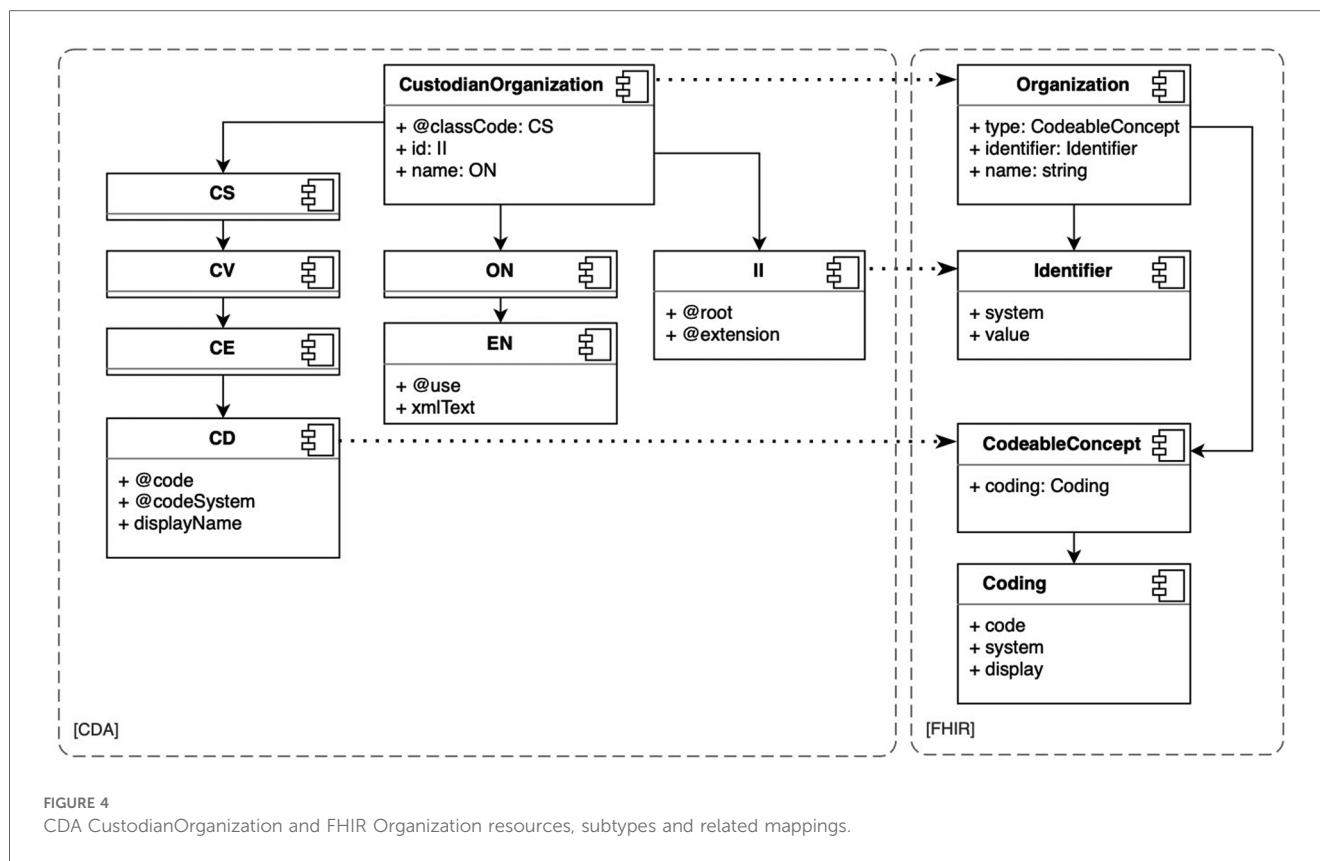 CustodianOrganization
+ @classCode: CS
+ id: II
+ name: ON
CS
CV
CE
CD
+ @code
+ @codeSystem
+ displayName
ON
EN
+ @use
+ xmlText
II
+ @root
+ @extension
[CDA]
Organization
+ type: CodeableConcept
+ identifier: Identifier
+ name: string
Identifier
+ system
+ value
CodeableConcept
+ coding: Coding
Coding
+ code
+ system
+ display
[FHIR]
FIGURE 4
CDA CustodianOrganization and FHIR Organization resources, subtypes and related mappings.